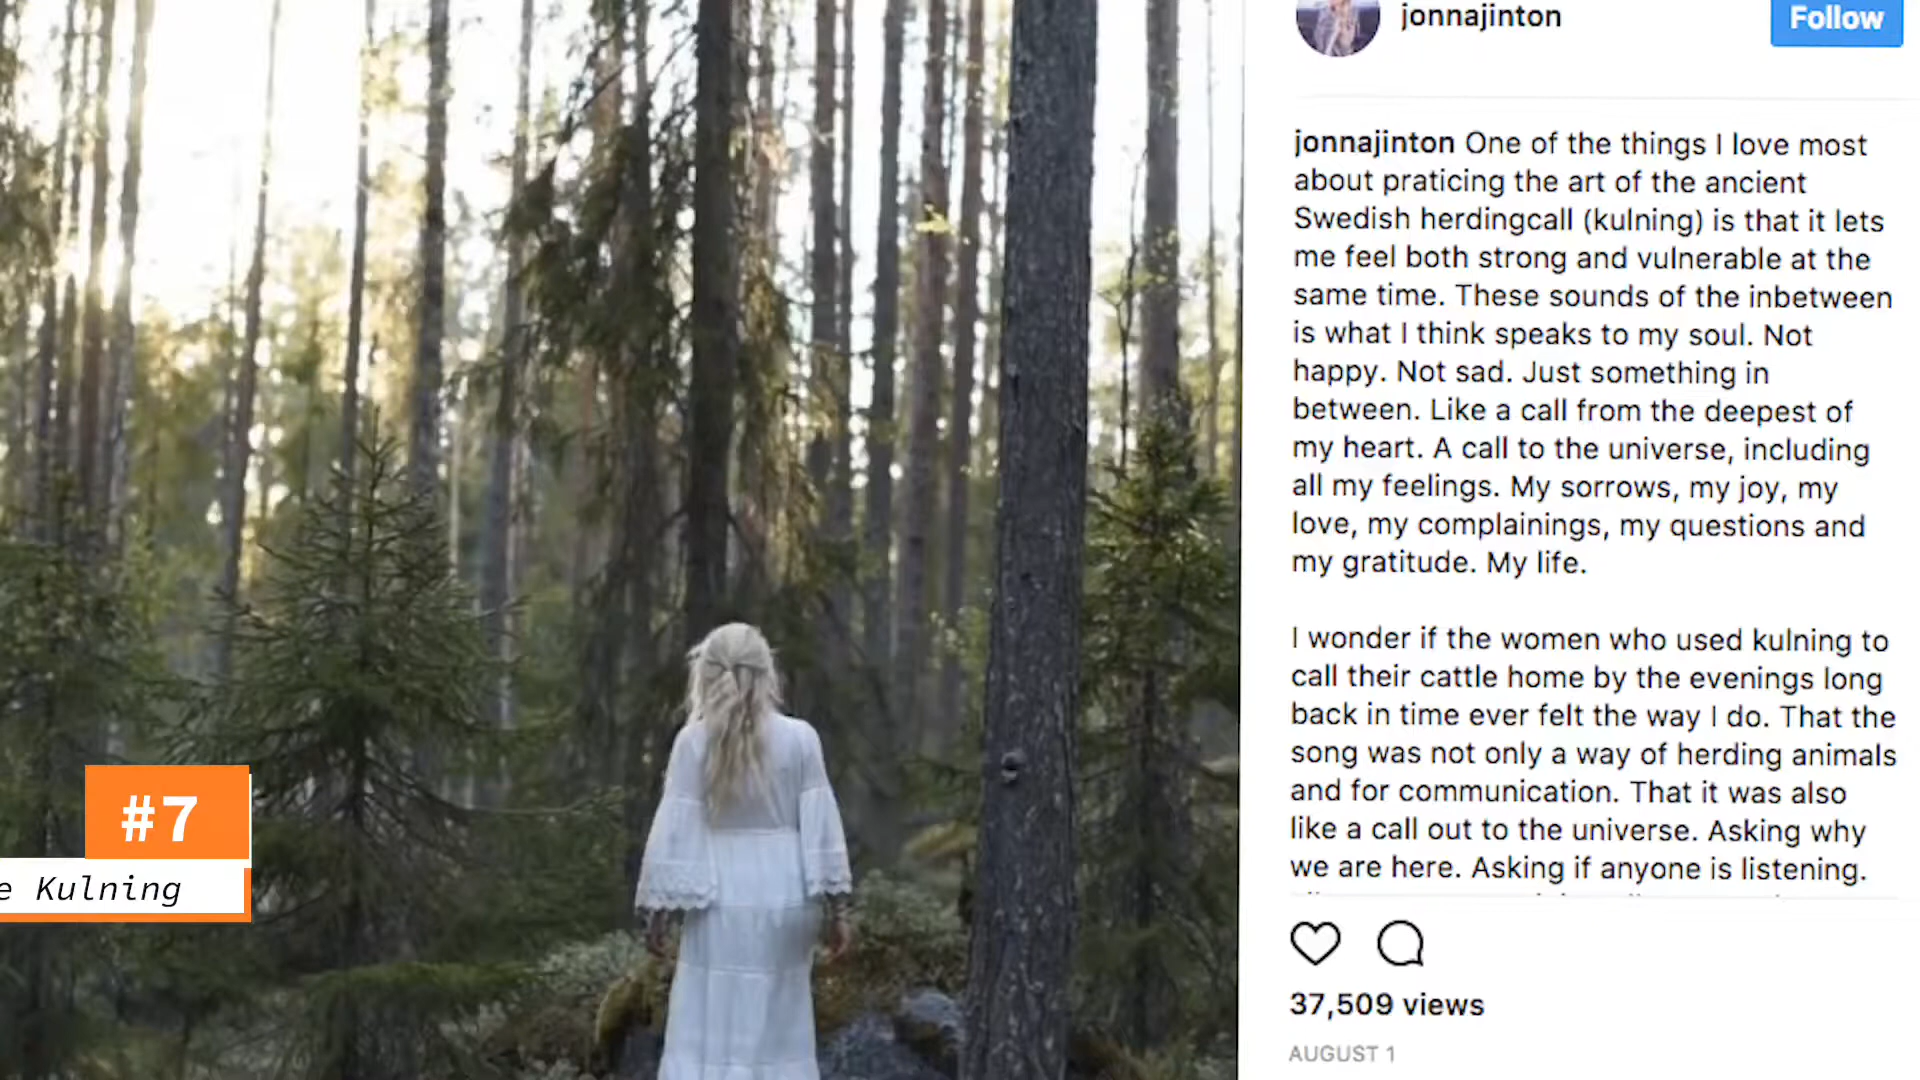 jonnajinton
Follow
jonnajinton One of the things I love most
about praticing the art of the ancient
Swedish herdingcall (kulning) is that it lets
me feel both strong and vulnerable at the
same time. These sounds of the inbetween
is what I think speaks to my soul. Not
happy. Not sad. Just something in
between. Like a call from the deepest of
my heart. A call to the universe, including
all my feelings. My sorrows, my joy, my
love, my complainings, my questions and
my gratitude. My life.
I wonder if the women who used kulning to
call their cattle home by the evenings long
back in time ever felt the way I do. That the
song was not only a way of herding animals
and for communication. That it was also
like a call out to the universe. Asking why
we are here. Asking if anyone is listening.
37,509 views
AUGUST 1
#7
e Kulning